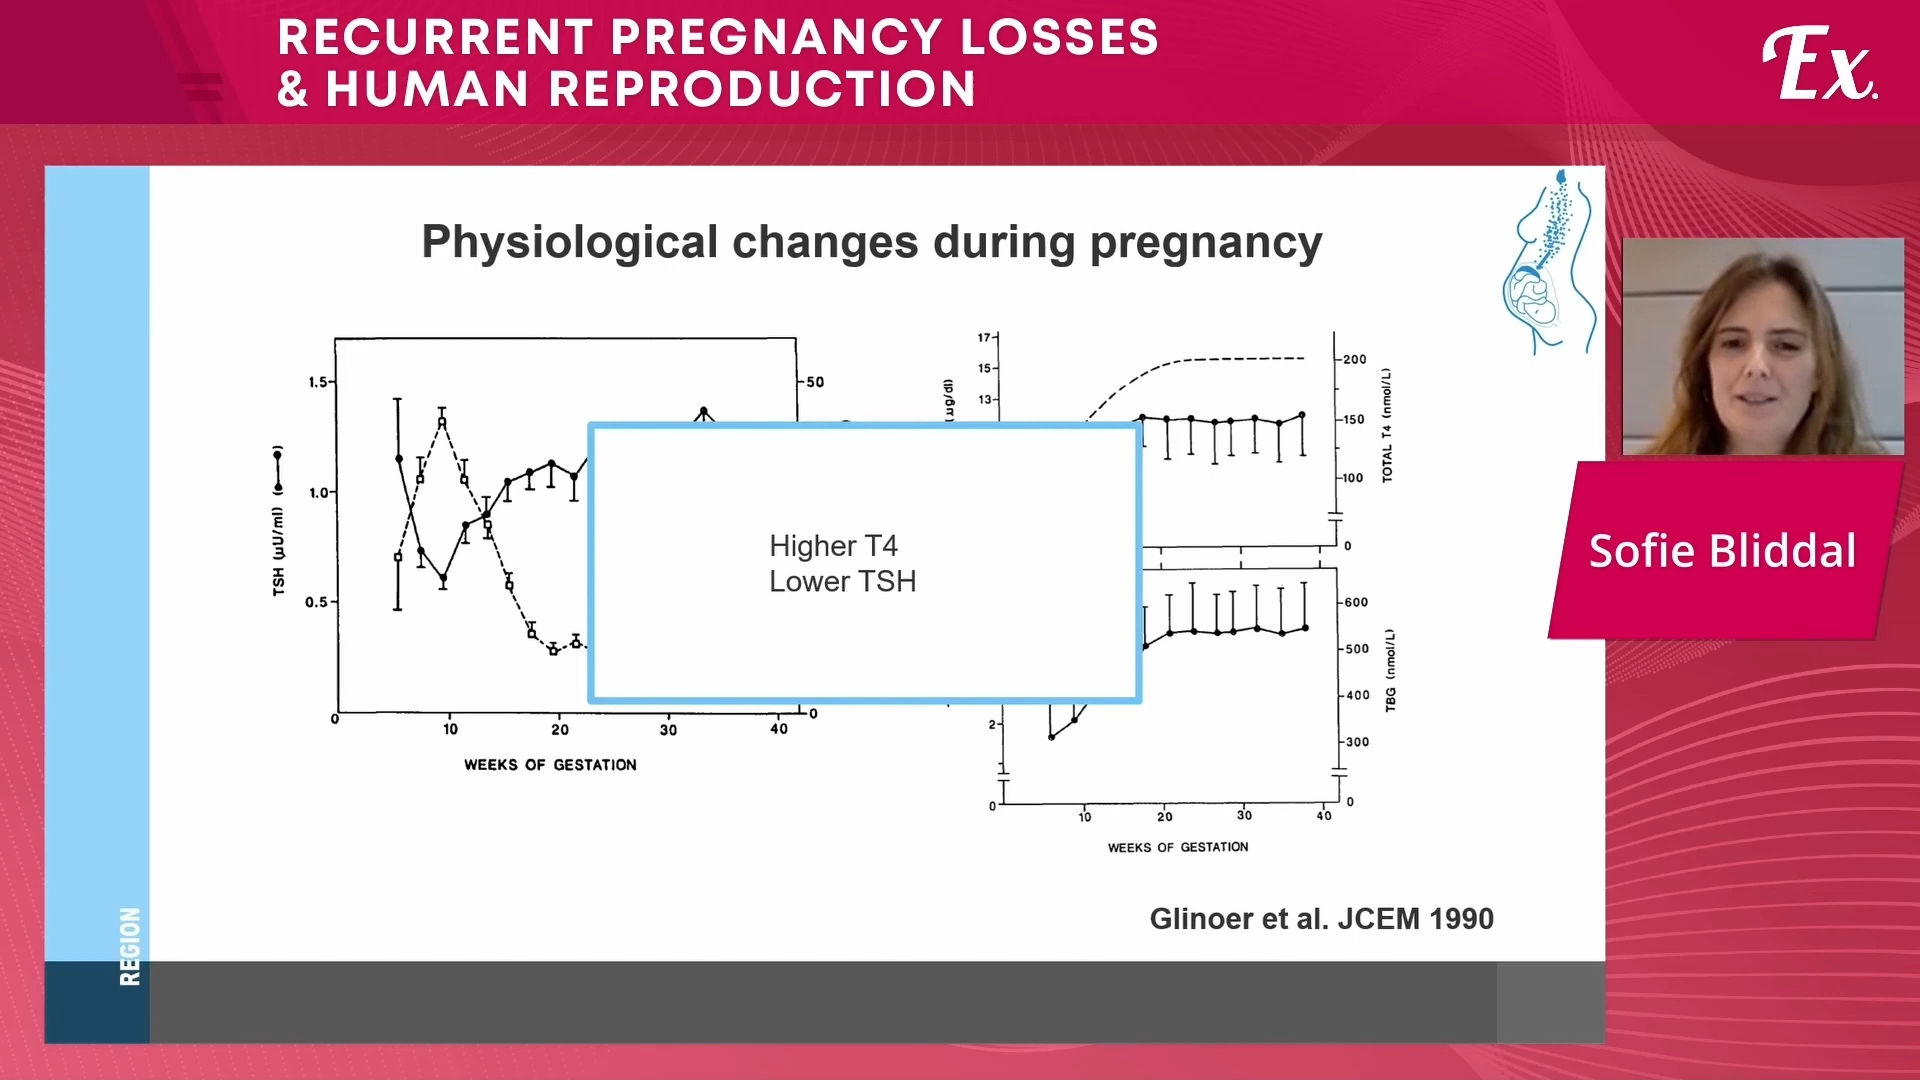 RECURRENT PREGNANCY LOSSES
& HUMAN REPRODUCTION
Ex.
Physiological changes during pregnancy
TSH (µU/ml)
1.5
1.0
0.5
0
50
0
10
20
30
40
WEEKS OF GESTATION
Higher T4
Lower TSH
17
15
13
200
150
100
0
TOTAL T4 (nmol/L)
600
500
400
300
0
TBG (nmol/L)
2
0
10
20
30
40
WEEKS OF GESTATION
Glinoer et al. JCEM 1990
REGION
Sofie Bliddal